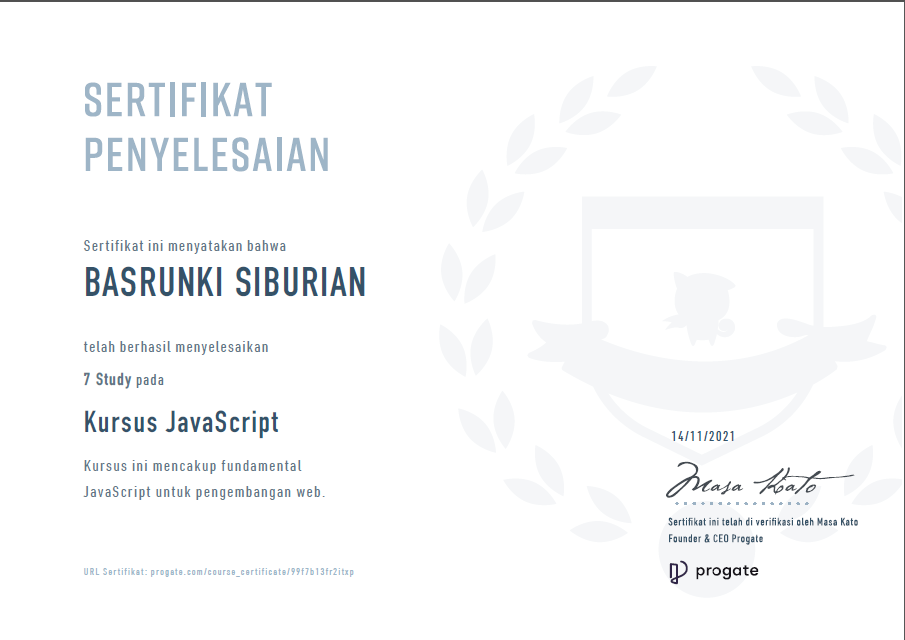 SERTIFIKAT
PENYELESAIAN
Sertifikat ini menyatakan bahwa
BASRUNKI SIBURIAN
telah berhasil menyelesaikan
7 Study pada
Kursus JavaScript
Kursus ini mencakup fundamental
JavaScript untuk pengembangan web.
14/11/2021
Masa Kato
Sertifikat ini telah di verifikasi oleh Masa Kato
Founder & CEO Progate
progate
URL Sertifikat: progate.com/course_certificate/99f7b13fr2itxp